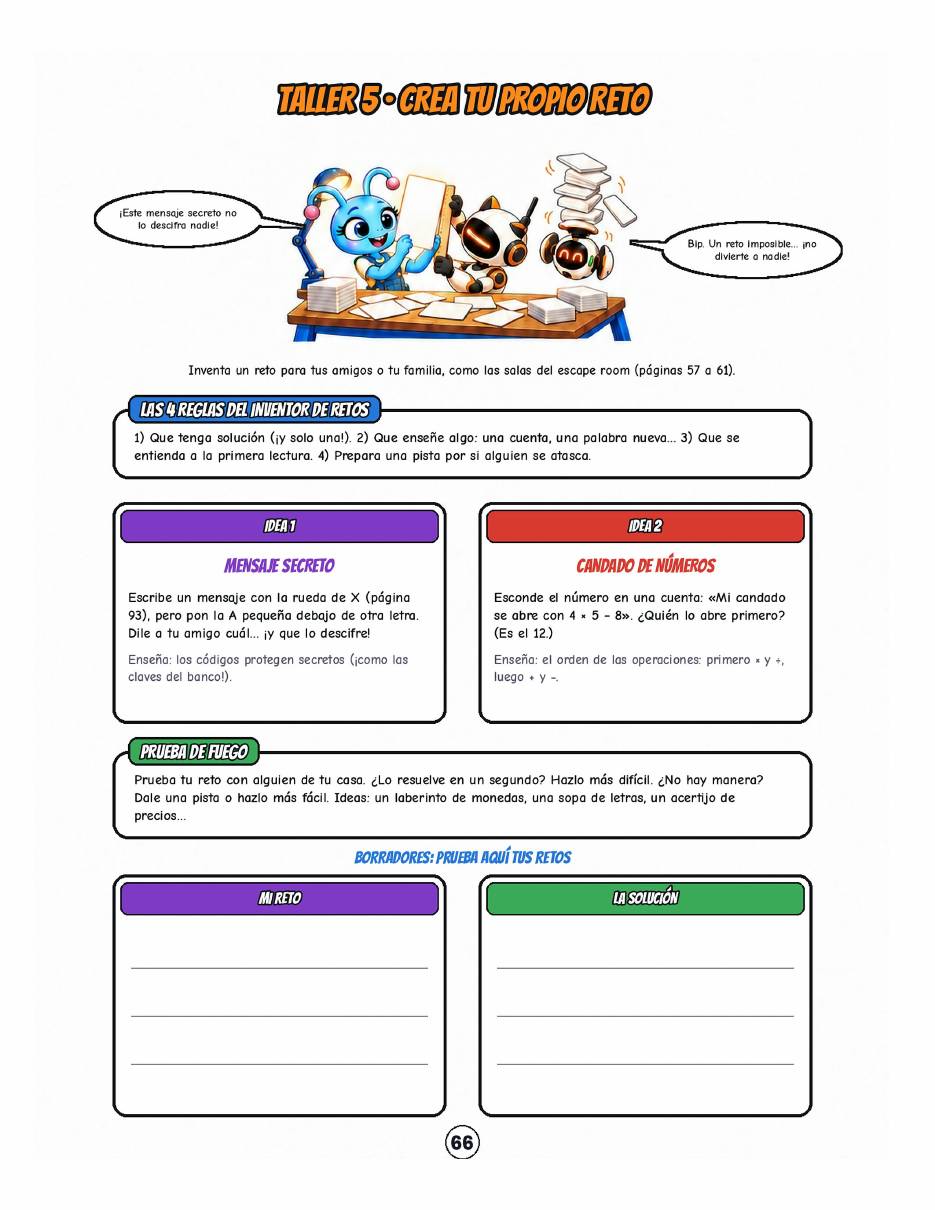 TALLER 5 • CREA TU PROPIO RETO
¡Este mensaje secreto no
lo descifra nadie!
Bip. Un reto imposible... ¡no
divierte a nadie!
Inventa un reto para tus amigos o tu familia, como las salas del escape room (páginas 57 a 61).
LAS 4 REGLAS DEL INVENTOR DE RETOS
1) Que tenga solución (¡y solo una!). 2) Que enseñe algo: una cuenta, una palabra nueva... 3) Que se
entienda a la primera lectura. 4) Prepara una pista por si alguien se atasca.
IDEA 1
MENSAJE SECRETO
Escribe un mensaje con la rueda de X (página
93), pero pon la A pequeña debajo de otra letra.
Dile a tu amigo cuál... ¡y que lo descifre!
Enseña: los códigos protegen secretos (¡como las
claves del banco!).
IDEA 2
CANDADO DE NÚMEROS
Esconde el número en una cuenta: «Mi candado
se abre con 4 × 5 – 8». ¿Quién lo abre primero?
(Es el 12.)
Enseña: el orden de las operaciones: primero × y ÷,
luego + y –.
PRUEBA DE FUEGO
Prueba tu reto con alguien de tu casa. ¿Lo resuelve en un segundo? Hazlo más difícil. ¿No hay manera?
Dale una pista o hazlo más fácil. Ideas: un laberinto de monedas, una sopa de letras, un acertijo de
precios...
BORRADORES: PRUEBA AQUÍ TUS RETOS
MI RETO
LA SOLUCIÓN
66